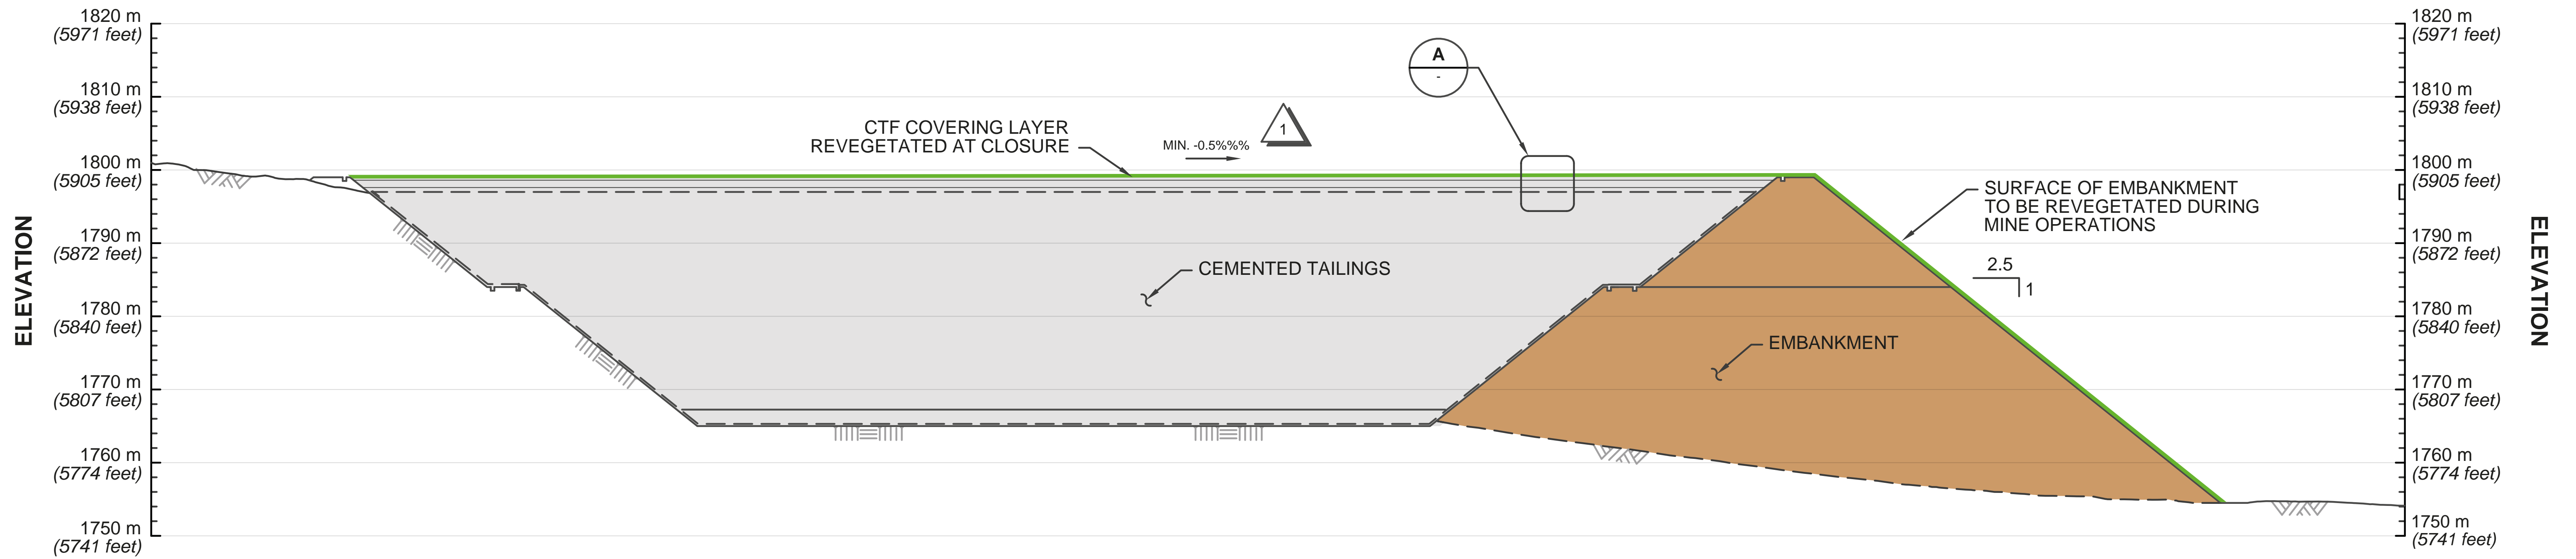 1820 m
(5971 feet)
1810 m
(5938 feet)
1800 m
(5905 feet)
1790 m
(5872 feet)
1780 m
(5840 feet)
1770 m
(5807 feet)
1760 m
(5774 feet)
1750 m
(5741 feet)
ELEVATION
CTF COVERING LAYER
REVEGETATED AT CLOSURE
MIN. -0.5%%%
1
A
-
CEMENTED TAILINGS
EMBANKMENT
SURFACE OF EMBANKMENT
TO BE REVEGETATED DURING
MINE OPERATIONS
2.5
1
1820 m
(5971 feet)
1810 m
(5938 feet)
1800 m
(5905 feet)
1790 m
(5872 feet)
1780 m
(5840 feet)
1770 m
(5807 feet)
1760 m
(5774 feet)
1750 m
(5741 feet)
ELEVATION